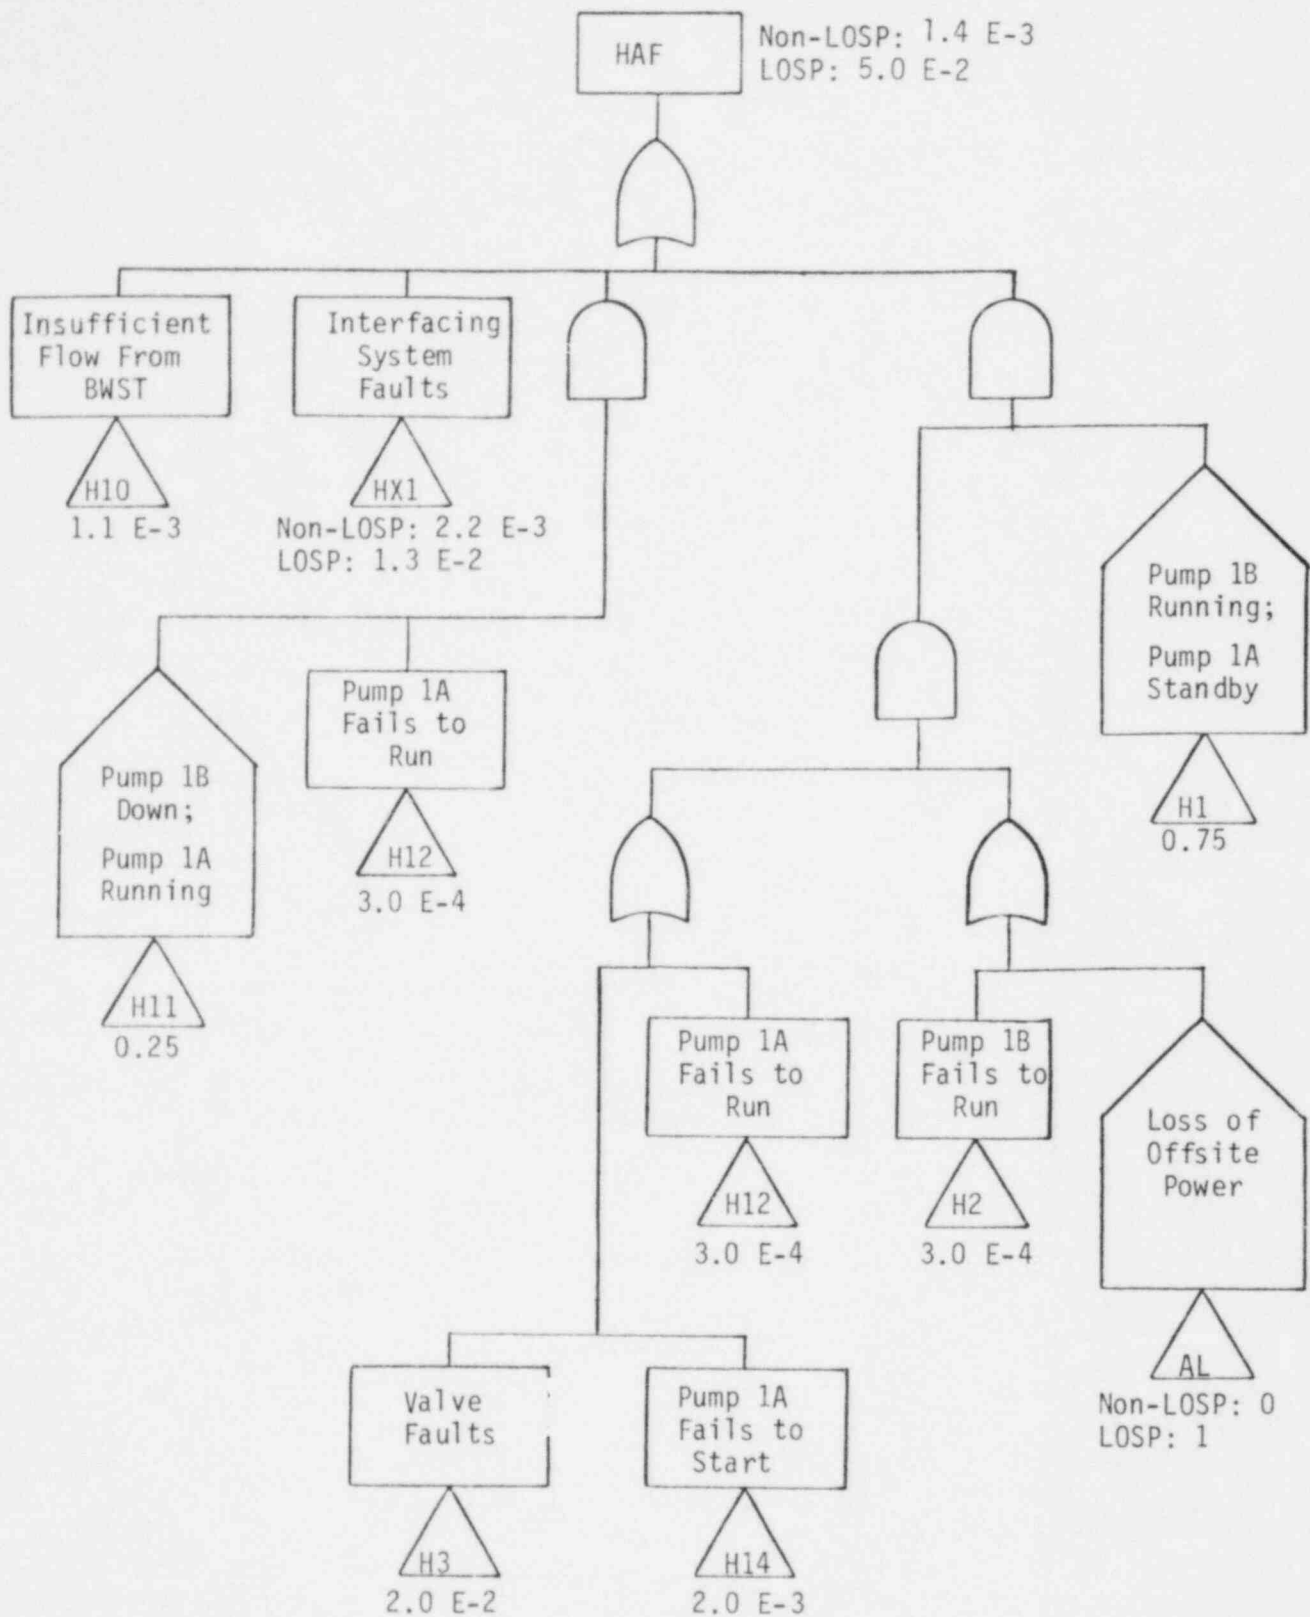 HAF
Non-LOSP: 1.4 E-3
LOSP: 5.0 E-2
Insufficient
Flow From
BWST
H10
1.1 E-3
Interfacing
System
Faults
HX1
Non-LOSP: 2.2 E-3
LOSP: 1.3 E-2
Pump 1B
Running;
Pump 1A
Standby
H1
0.75
Pump 1B
Down;
Pump 1A
Running
H11
0.25
Pump 1A
Fails to
Run
H12
3.0 E-4
Pump 1A
Fails to
Run
H12
3.0 E-4
Pump 1B
Fails to
Run
H2
3.0 E-4
Loss of
Offsite
Power
AL
Non-LOSP: 0
LOSP: 1
Valve
Faults
H3
2.0 E-2
Pump 1A
Fails to
Start
H14
2.0 E-3